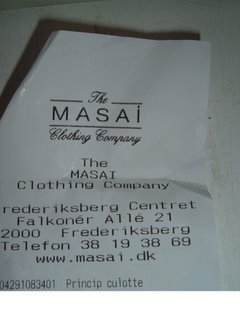 The
MASAI
Clothing Company
The
MASAI
Clothing Company
rederiksberg Centret
Falkonér Allé 21
2000 Frederiksberg
Telefon 38 19 38 69
www.masai.dk
04291083401 Princip culotte